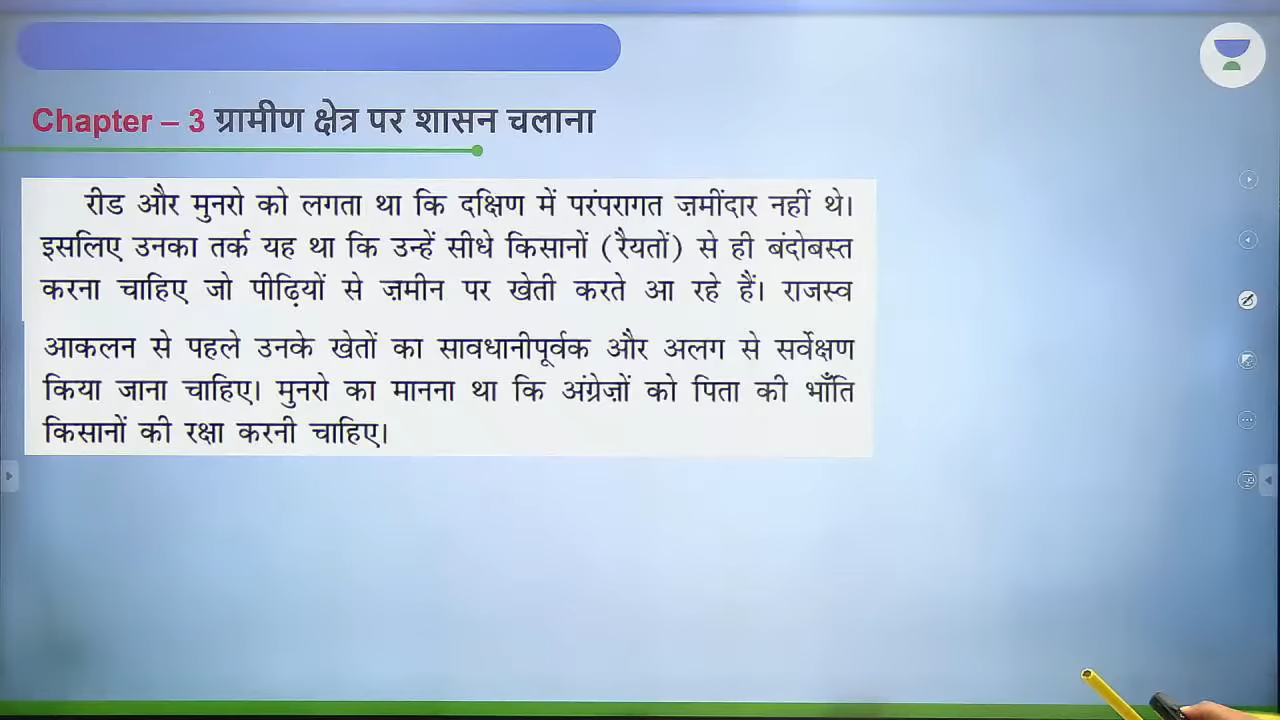 Chapter – 3 ग्रामीण क्षेत्र पर शासन चलाना
रीड और मुनरो को लगता था कि दक्षिण में परंपरागत ज़मींदार नहीं थे।
इसलिए उनका तर्क यह था कि उन्हें सीधे किसानों (रैयतों) से ही बंदोबस्त
करना चाहिए जो पीढ़ियों से ज़मीन पर खेती करते आ रहे हैं। राजस्व
आकलन से पहले उनके खेतों का सावधानीपूर्वक और अलग से सर्वेक्षण
किया जाना चाहिए। मुनरो का मानना था कि अंग्रेज़ों को पिता की भाँति
किसानों की रक्षा करनी चाहिए।